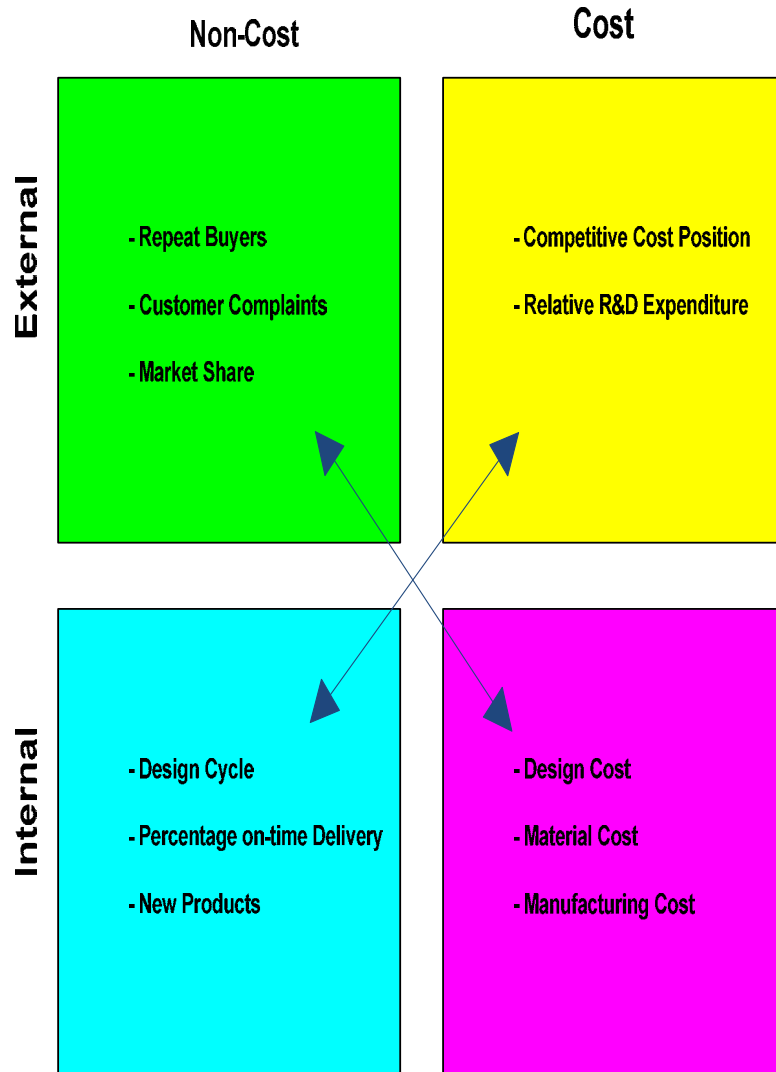 Non-Cost
Cost
External
- Repeat Buyers
- Customer Complaints
- Market Share
- Competitive Cost Position
- Relative R&D Expenditure
Internal
- Design Cycle
- Percentage on-time Delivery
- New Products
- Design Cost
- Material Cost
- Manufacturing Cost